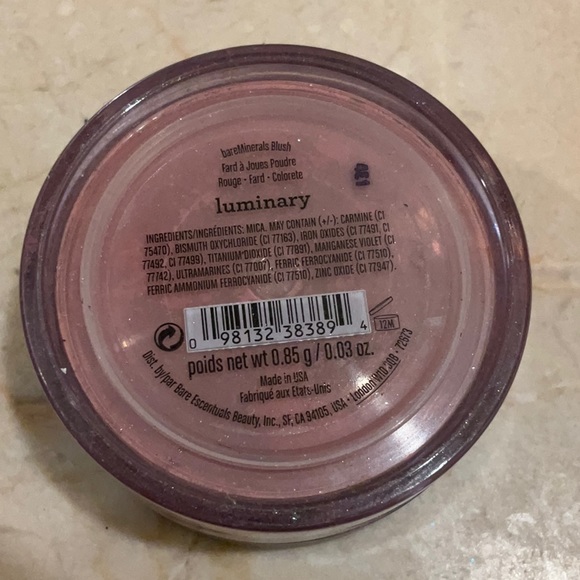 bareMinerals Blush
Fard à Joues Poudre
Rouge - Fard - Colorete
luminary
INGREDIENTS/INGRÉDIENTS: MICA. MAY CONTAIN (+/-): CARMINE (CI
75470), BISMUTH OXYCHLORIDE (CI 77163), IRON OXIDES (CI 77491, CI
77492, CI 77499), TITANIUM DIOXIDE (CI 77891), MANGANESE VIOLET (CI
77742), ULTRAMARINES (CI 77007), FERRIC FERROCYANIDE (CI 77510),
FERRIC AMMONIUM FERROCYANIDE (CI 77510), ZINC OXIDE (CI 77947).
0 98132 38389 4
12M
poids net wt 0.85 g / 0.03 oz.
Made in USA
Fabriqué aux États-Unis
Dist. by/par Bare Escentuals Beauty, Inc., SF, CA 94105, USA • London • 72573